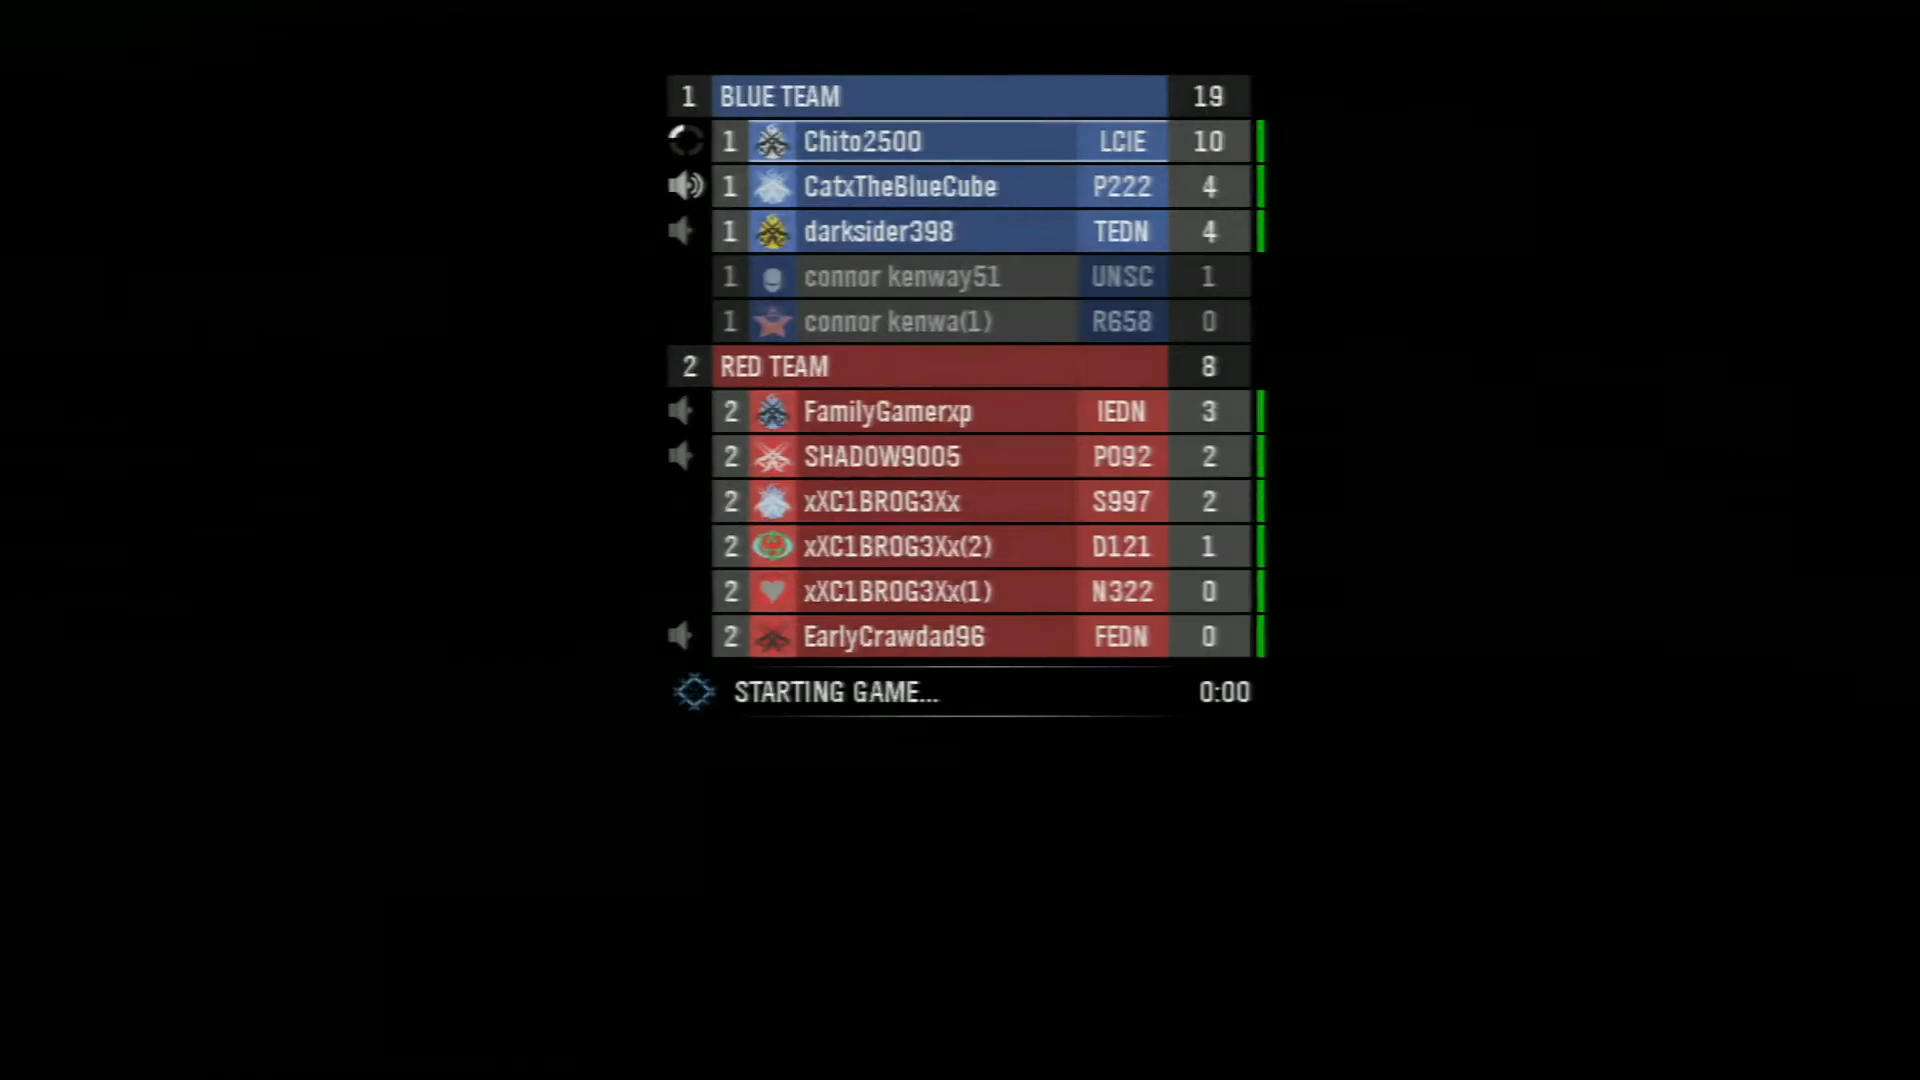 1 BLUE TEAM 19
1 Chito2500 LCIE 10
1 CatxTheBlueCube P222 4
1 darksider398 TEDN 4
1 connor kenway51 UNSC 1
1 connor kenwa(1) R658 0
2 RED TEAM 8
2 FamilyGamerxp IEDN 3
2 SHADOW9005 P092 2
2 xXC1BROG3Xx S997 2
2 xXC1BROG3Xx(2) D121 1
2 xXC1BROG3Xx(1) N322 0
2 EarlyCrawdad96 FEDN 0
STARTING GAME... 0:00